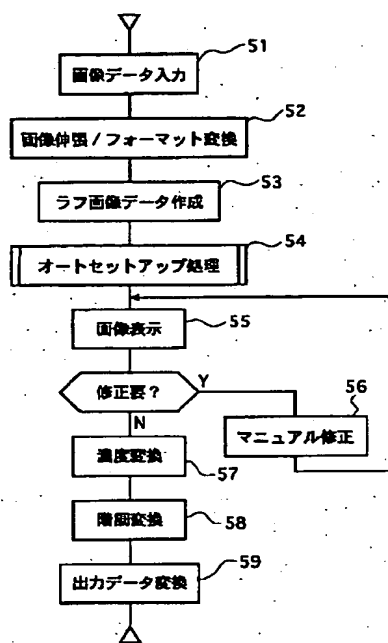 51
画像データ入力
52
画像伸張/フォーマット変換
53
ラフ画像データ作成
54
オートセットアップ処理
画像表示
55
修正要?
Y
56
マニュアル修正
N
濃度変換
57
階調変換
58
59
出力データ変換